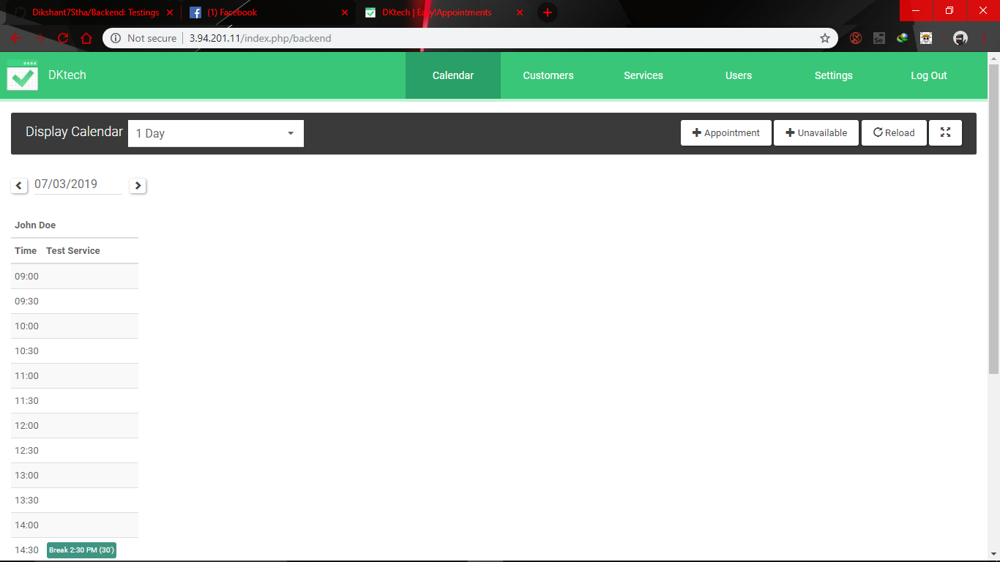 Dikshant7Stha/Backend: Testings
(1) Facebook
DKtech | Easy!Appointments
Not secure
3.94.201.11/index.php/backend
Se
DKtech
Calendar
Customers
Services
Users
Settings
Log Out
Display Calendar
1 Day
Appointment
Unavailable
Reload
07/03/2019
John Doe
Time Test Service
09:00
09:30
10:00
10:30
11:00
11:30
12:00
12:30
13:00
13:30
14:00
14:30 Break 2:30 PM (30')